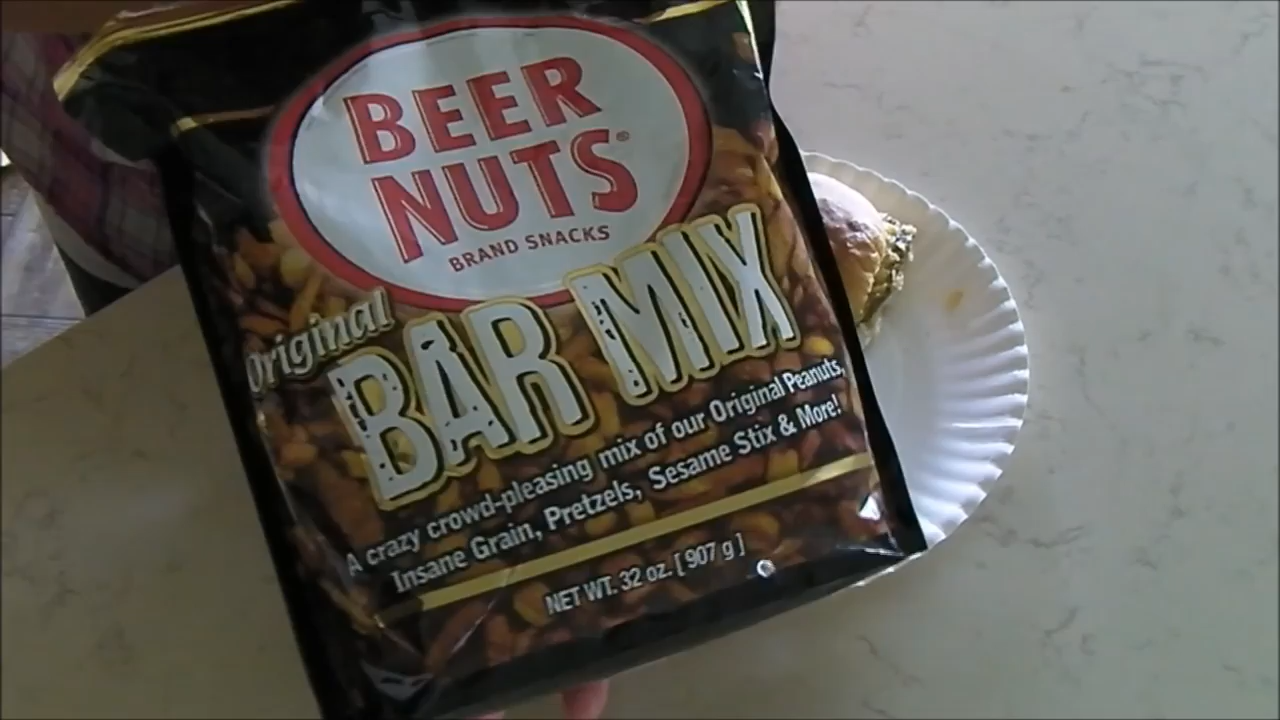 BEER
NUTS®
BRAND SNACKS
Original
BAR MIX
A crazy crowd-pleasing mix of our Original Peanuts,
Insane Grain, Pretzels, Sesame Stix & More!
NET WT. 32 oz. [ 907 g ]